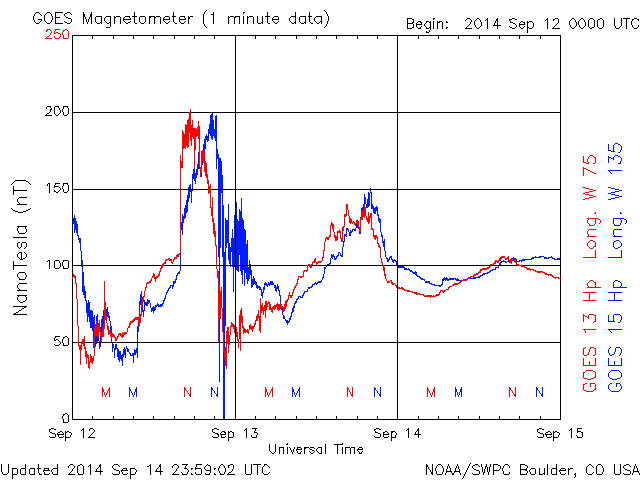 GOES Magnetometer (1 minute data)
Begin: 2014 Sep 12 0000 UTC
250
200
150
100
50
0
NanoTesla (nT)
M M N N M M N N M M N N
Sep 12 Sep 13 Sep 14 Sep 15
Universal Time
GOES 13 Hp Long. W 75
GOES 15 Hp Long. W 135
Updated 2014 Sep 14 23:59:02 UTC
NOAA/SWPC Boulder, CO USA